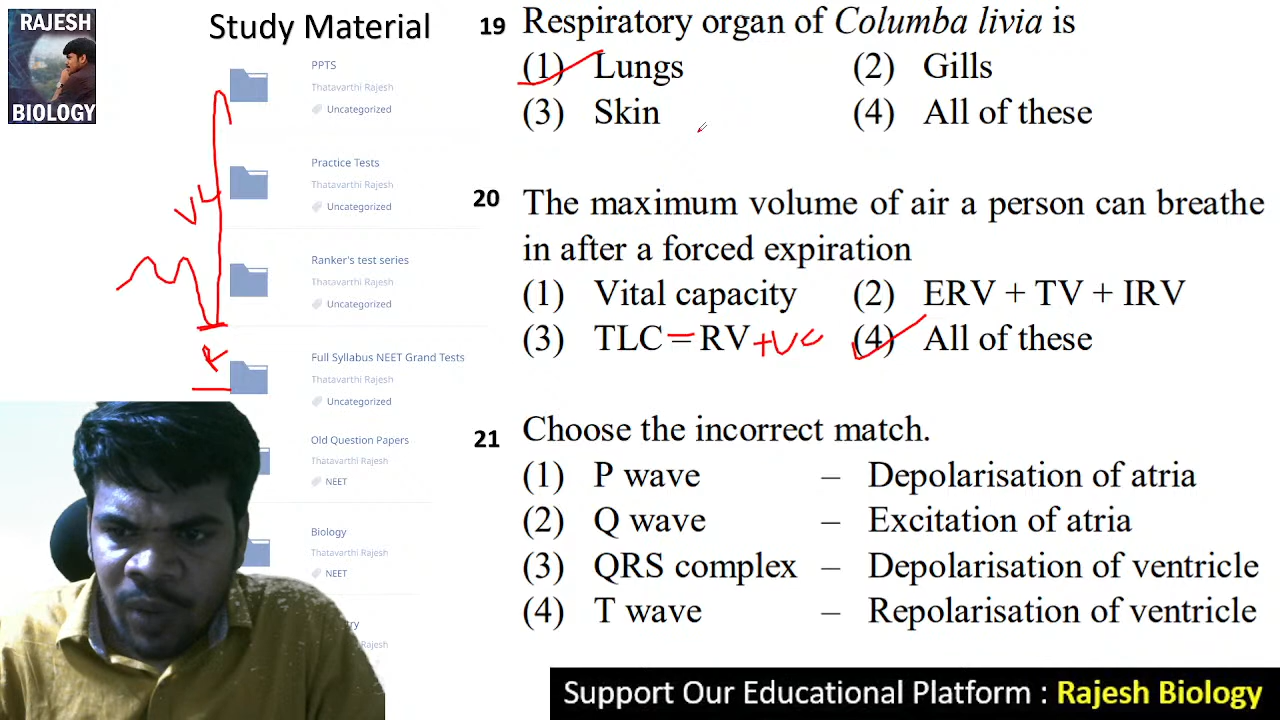 RAJESH
BIOLOGY
Study Material
PPTS
Thatavarthi Rajesh
Uncategorized
Practice Tests
Thatavarthi Rajesh
Uncategorized
Ranker's test series
Thatavarthi Rajesh
Uncategorized
Full Syllabus NEET Grand Tests
Thatavarthi Rajesh
Uncategorized
Old Question Papers
Thatavarthi Rajesh
NEET
Biology
Thatavarthi Rajesh
NEET
Rajesh
19 Respiratory organ of Columba livia is
(1) Lungs (2) Gills
(3) Skin (4) All of these
20 The maximum volume of air a person can breathe
in after a forced expiration
(1) Vital capacity (2) ERV + TV + IRV
(3) TLC – RV +VC (4) All of these
21 Choose the incorrect match.
(1) P wave – Depolarisation of atria
(2) Q wave – Excitation of atria
(3) QRS complex – Depolarisation of ventricle
(4) T wave – Repolarisation of ventricle
Support Our Educational Platform : Rajesh Biology